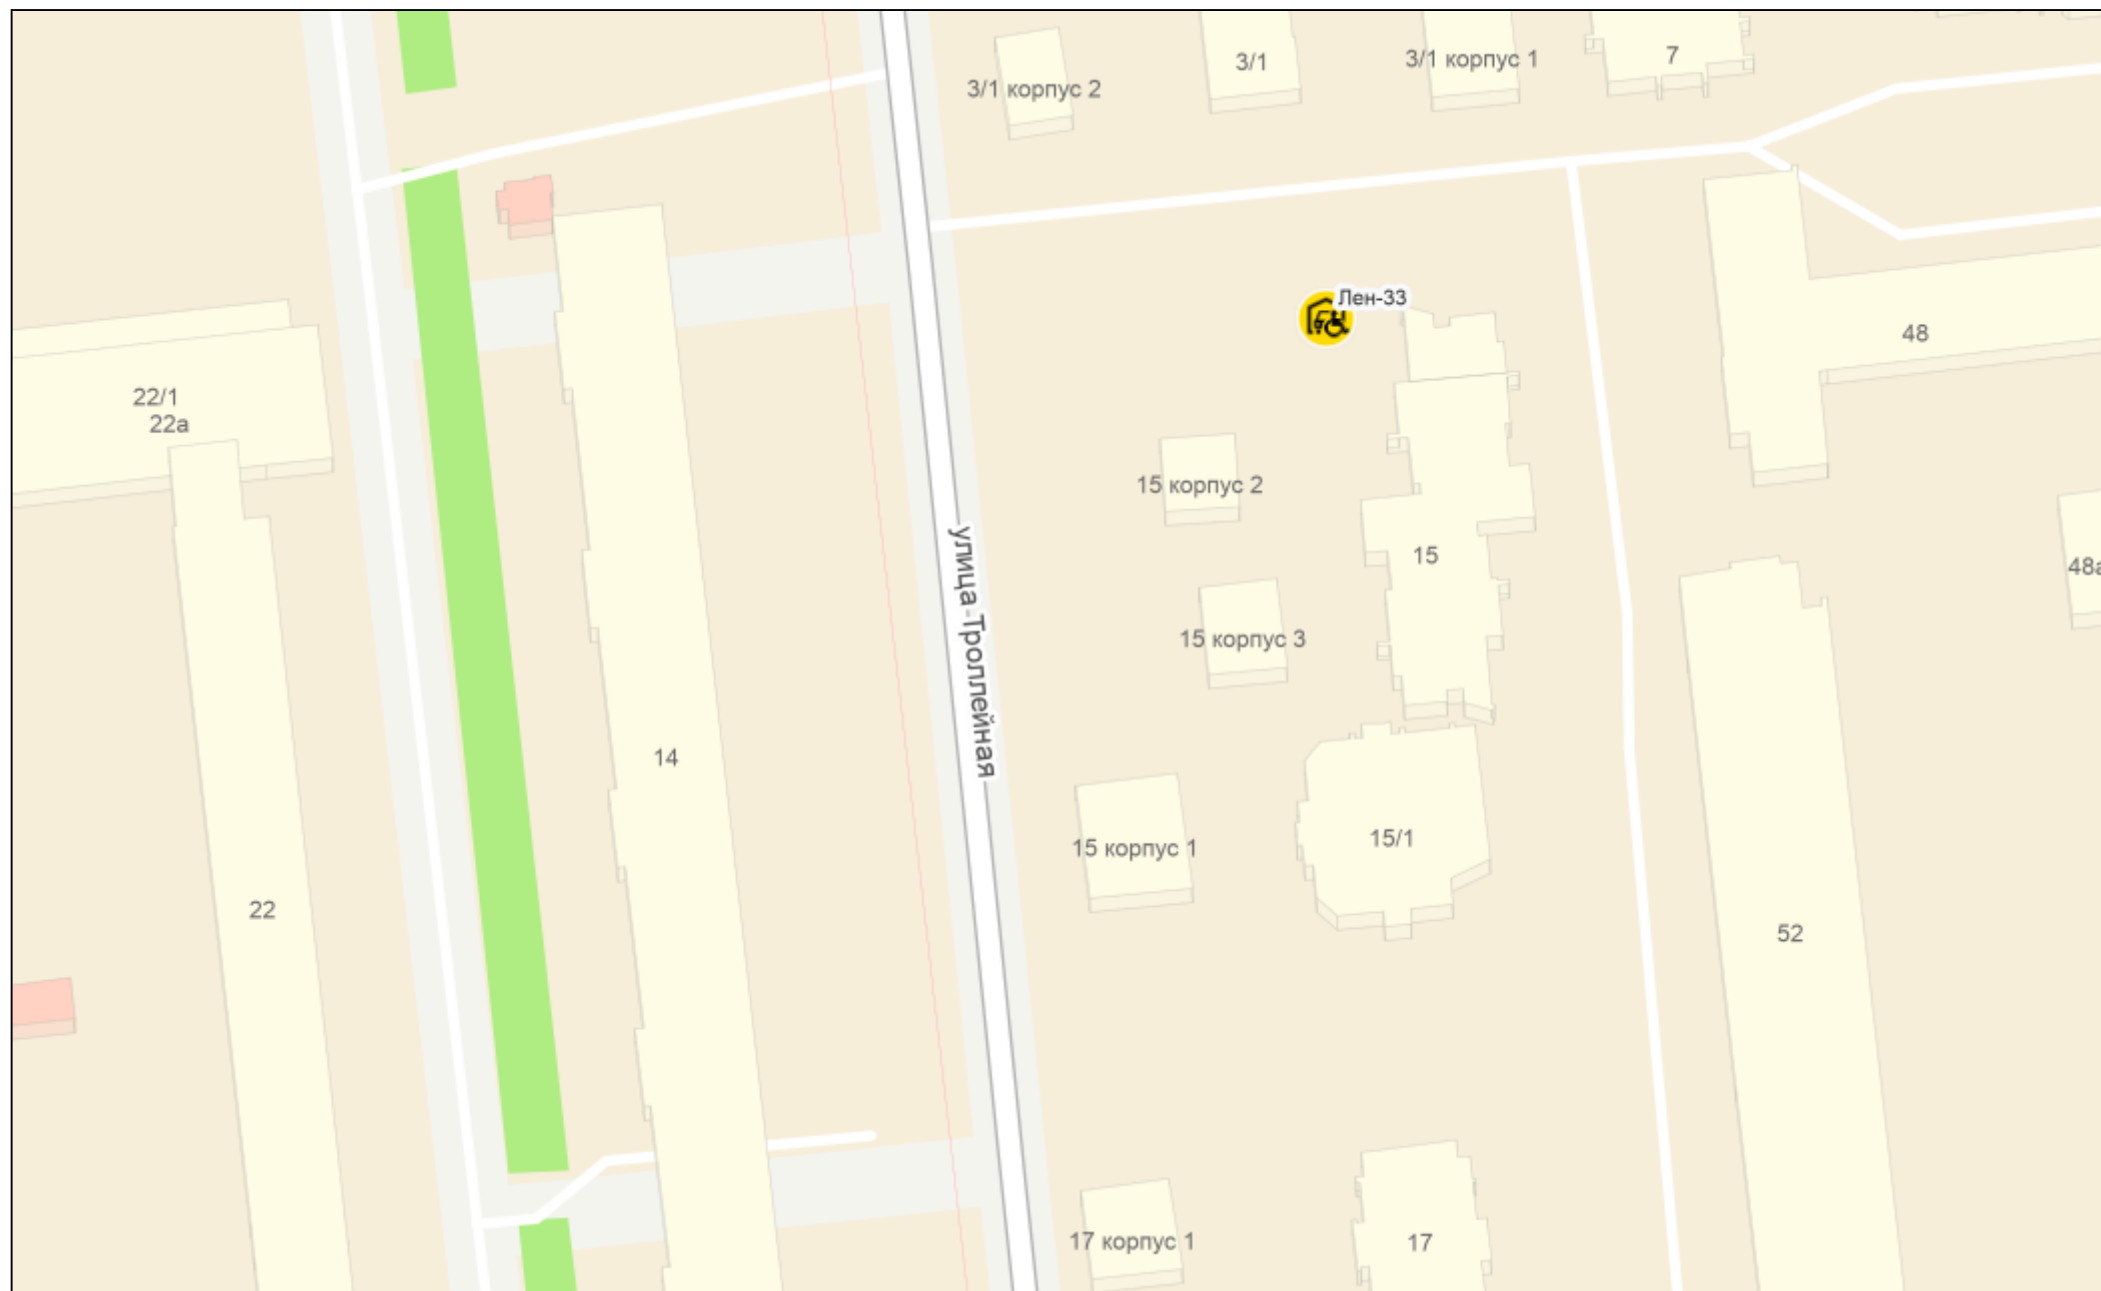 3/1 корпус 2
3/1
3/1 корпус 1
7
Лен-33
48
22/1
22а
15 корпус 2
15
48а
улица Троллейная
15 корпус 3
14
15 корпус 1
15/1
22
52
17 корпус 1
17